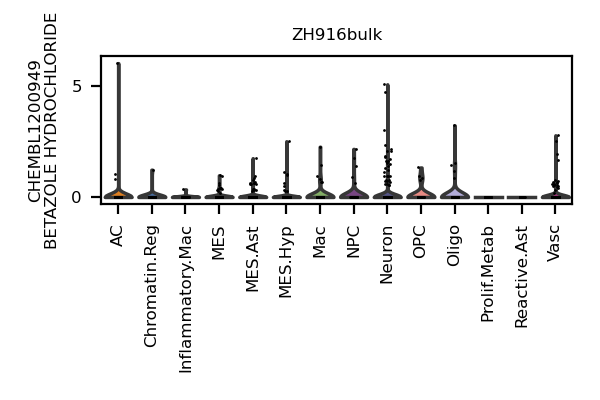 ZH916bulk
CHEMBL1200949
BETAZOLE HYDROCHLORIDE
5
0
AC
Chromatin.Reg
Inflammatory.Mac
MES
MES.Ast
MES.Hyp
Mac
NPC
Neuron
OPC
Oligo
Prolif.Metab
Reactive.Ast
Vasc